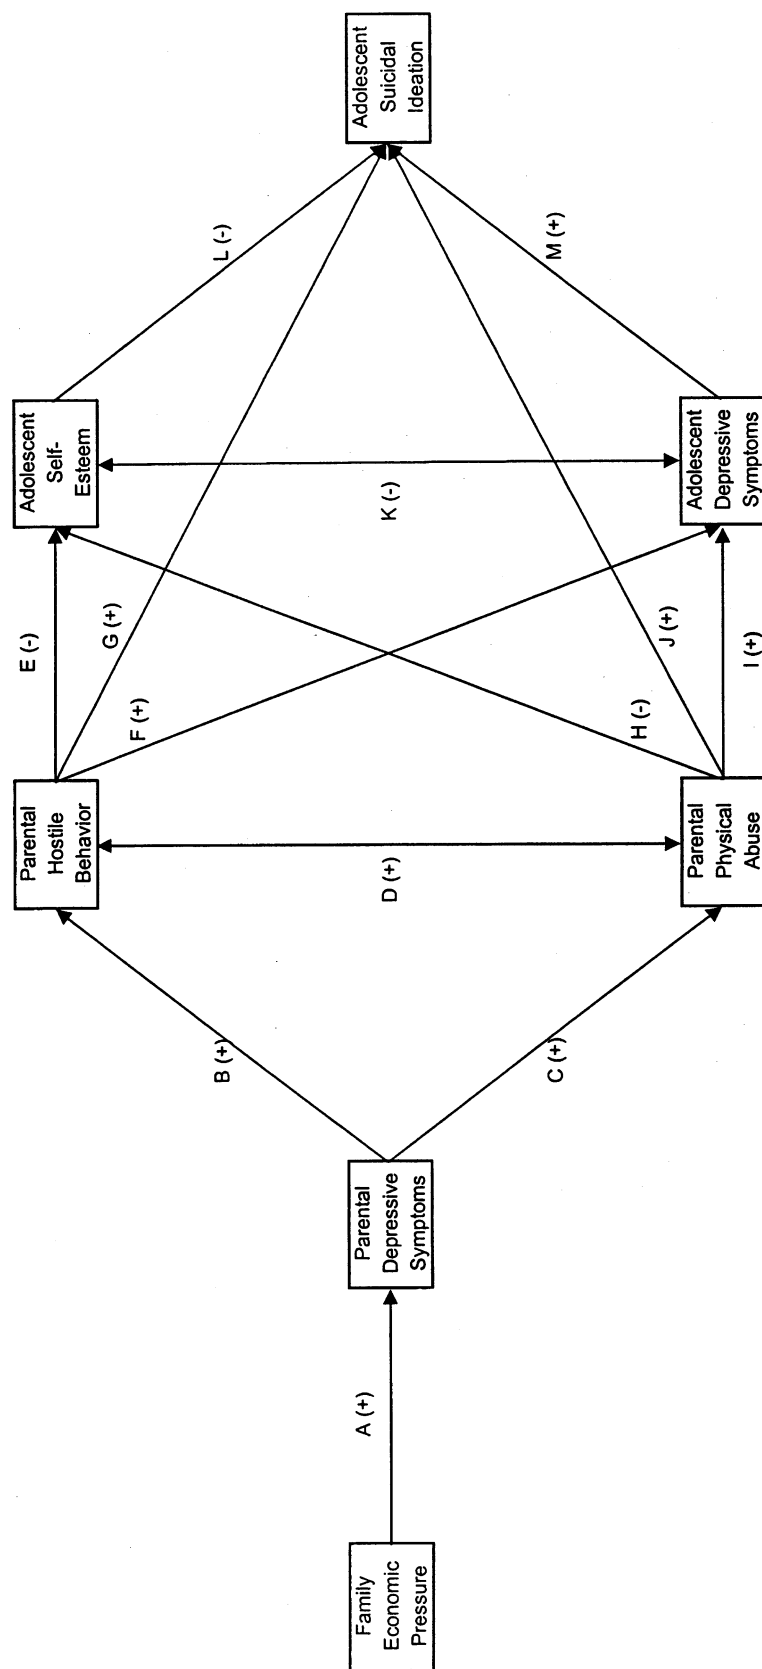 Family
Economic
Pressure
A (+)
Parental
Depressive
Symptoms
B (+)
C (+)
Parental
Hostile
Behavior
D (+)
Parental
Physical
Abuse
E (-)
G (+)
F (+)
H (-)
J (+)
I (+)
Adolescent
Self-
Esteem
K (-)
Adolescent
Depressive
Symptoms
L (-)
M (+)
Adolescent
Suicidal
Ideation